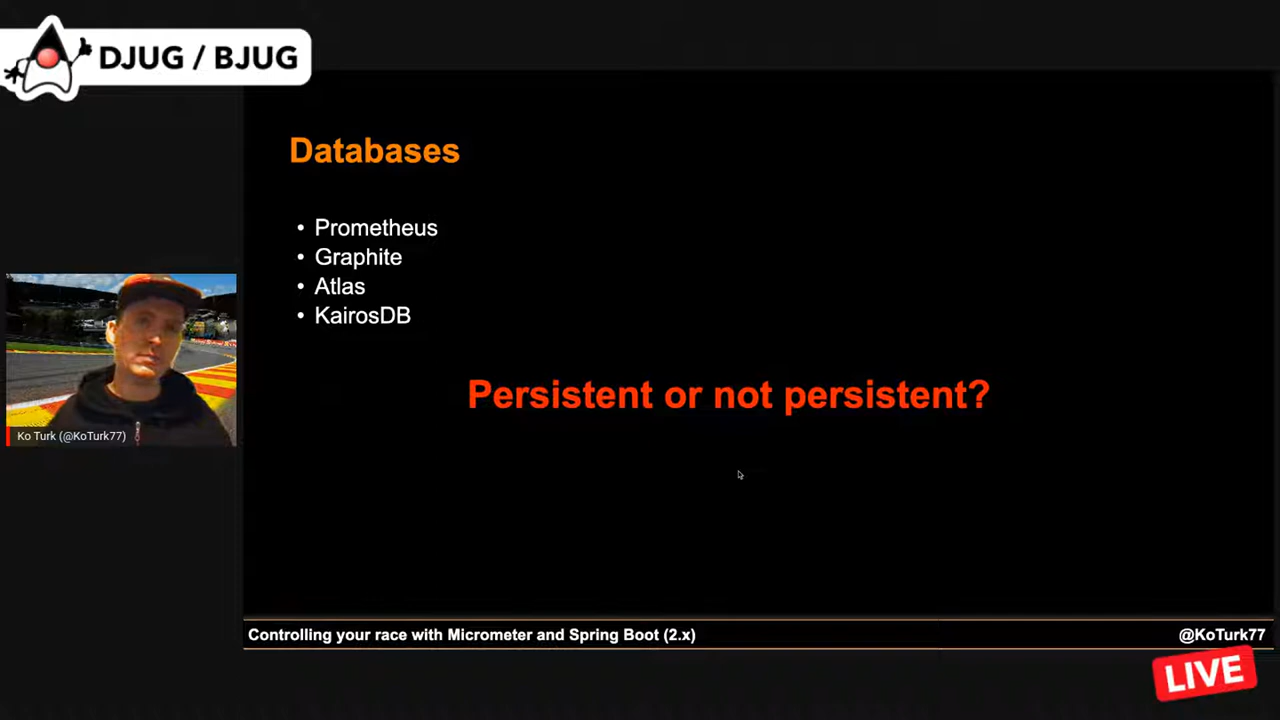 DJUG / BJUG
Databases
• Prometheus
• Graphite
• Atlas
• KairosDB
Persistent or not persistent?
Ko Turk (@KoTurk77)
Controlling your race with Micrometer and Spring Boot (2.x)
@KoTurk77
LIVE